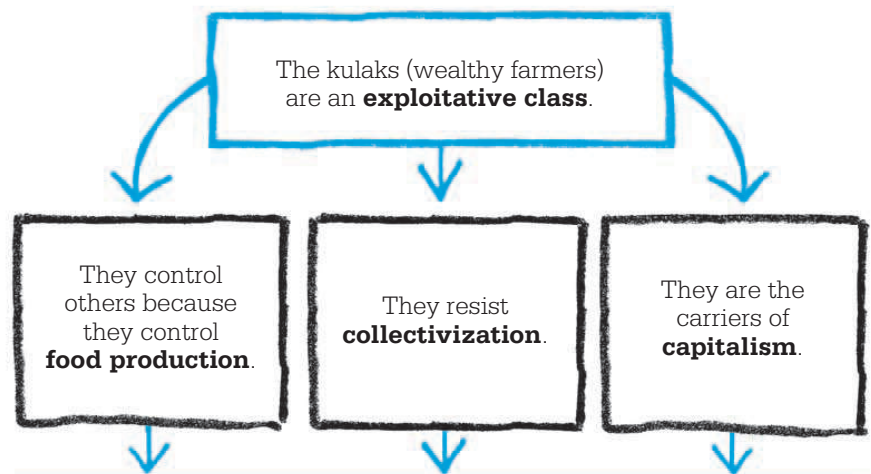 The kulaks (wealthy farmers)
are an exploitative class.
They control
others because
they control
food production.
They resist
collectivization.
They are the
carriers of
capitalism.